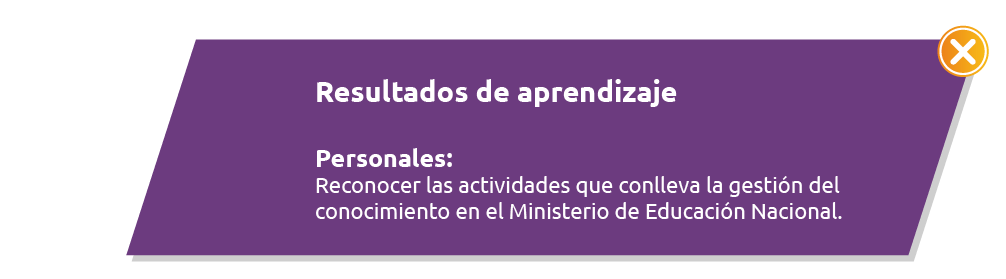 Resultados de aprendizaje
Personales:
Reconocer las actividades que conlleva la gestión del
conocimiento en el Ministerio de Educación Nacional.